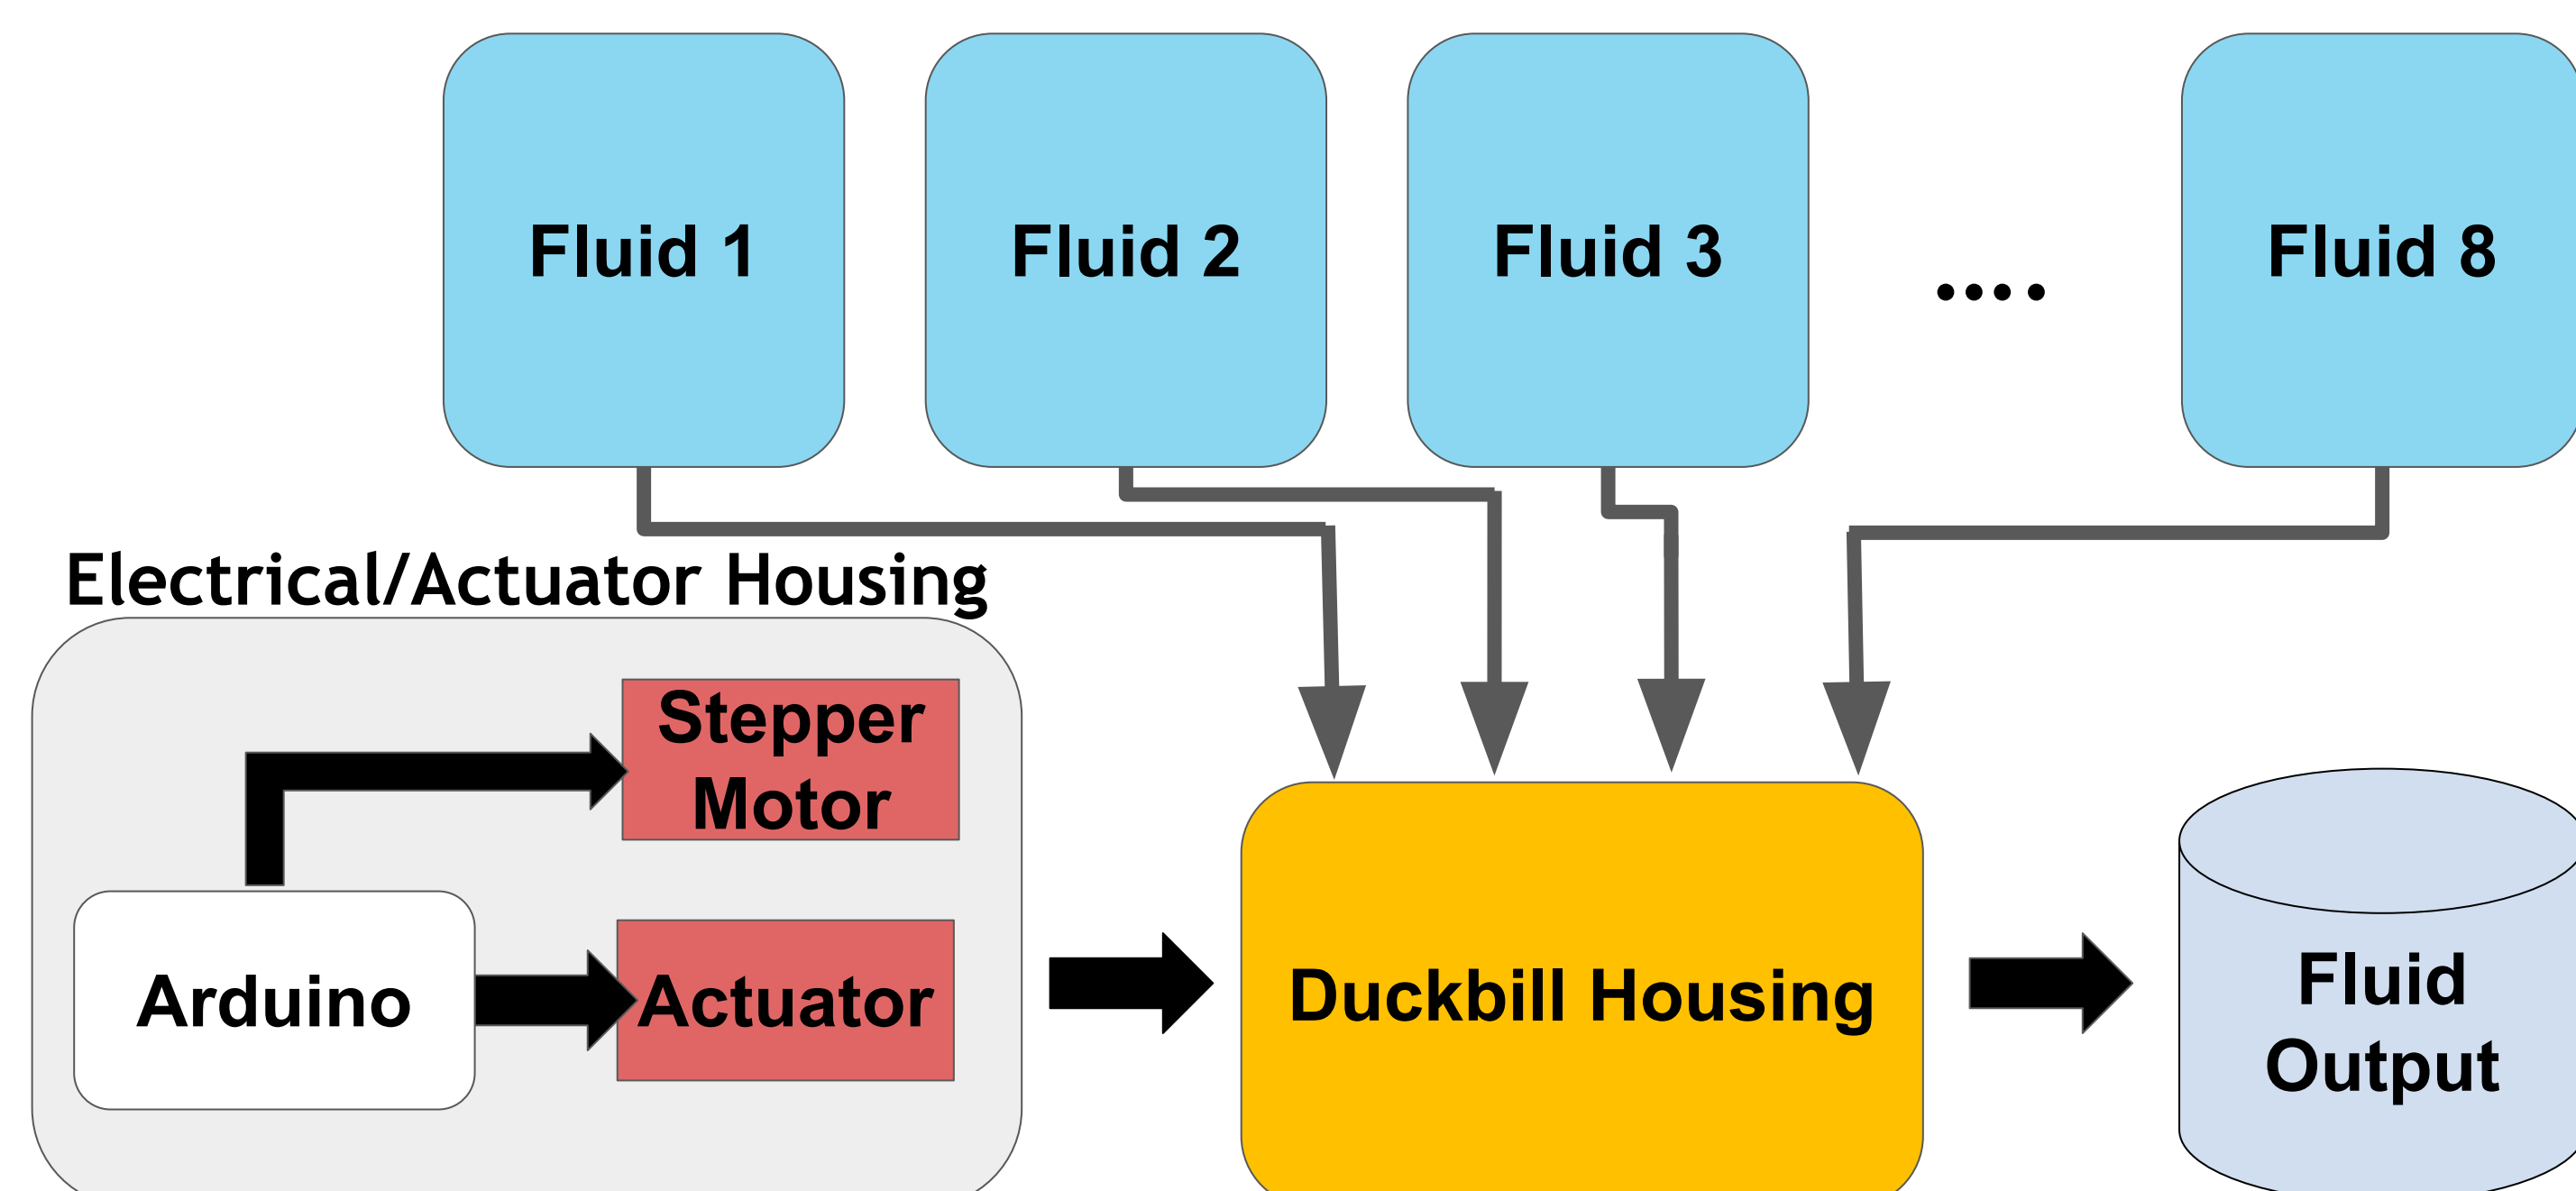 Fluid 1
Fluid 2
Fluid 3
....
Fluid 8
Electrical/Actuator Housing
Stepper
Motor
Arduino
Actuator
Duckbill Housing
Fluid
Output